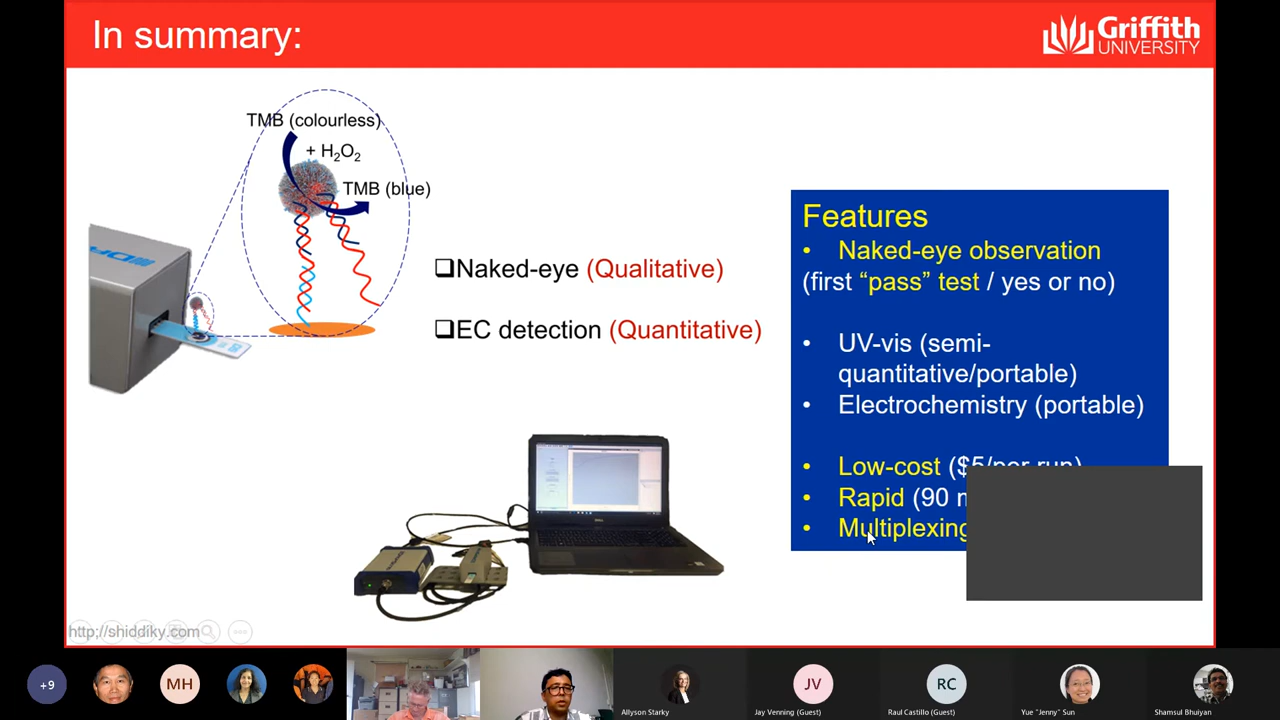 In summary:
Griffith
UNIVERSITY
TMB (colourless)
+ H₂O₂
TMB (blue)
❑Naked-eye (Qualitative)
❑EC detection (Quantitative)
Features
• Naked-eye observation
(first “pass” test / yes or no)
• UV-vis (semi-
quantitative/portable)
• Electrochemistry (portable)
• Low-cost ($5/per run)
• Rapid (90
• Multiplexing
http://shiddiky.com
+9
MH
Allyson Starky
JV
Jay Venning (Guest)
RC
Raul Castillo (Guest)
Yue "Jenny" Sun
Shamsul Bhuiyan